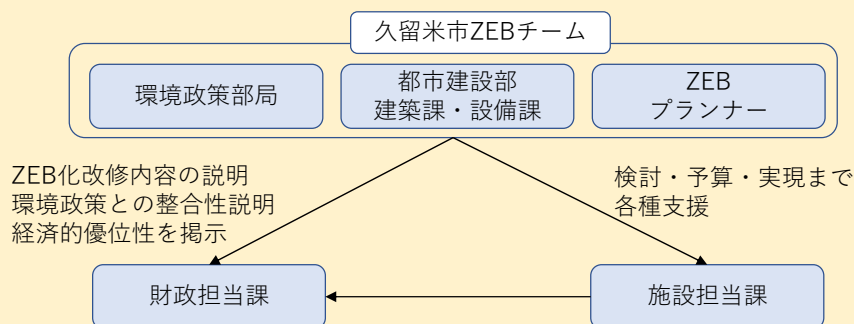 久留米市ZEBチーム
環境政策部局
都市建設部
建築課・設備課
ZEB
プランナー
ZEB化改修内容の説明
環境政策との整合性説明
経済的優位性を掲示
検討・予算・実現まで
各種支援
財政担当課
施設担当課